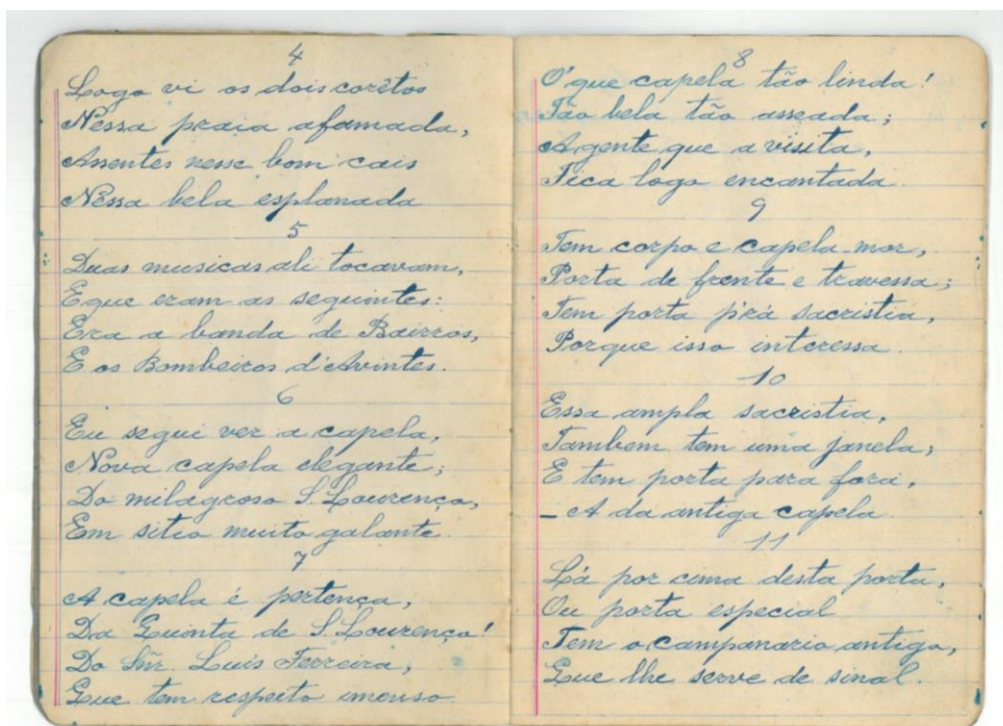 4
Logo vi os dois corêtos
Nessa praia afamada,
Assentes nesse bom cais
Nessa bela esplanada
5
Duas musicas ali tocavam,
E que eram as seguintes:
Era a banda de Bairros,
E os Bombeiros d'Avintes.
6
Eu segui ver a capela,
Nova capela elegante;
Do milagroso S. Lourenço,
Em sitio muito galante.
7
A capela é pertença,
Da Quinta de S. Lourenço!
Do Snr. Luis Ferreira,
Que tem respeito imenso.
8
O' que capela tão linda!
Tão bela tão asseada;
A gente que a visita,
Fica logo encantada.
9
Tem corpo e capela-mor,
Porta de frente e travessa;
Tem porta p'rá sacristia,
Porque isso interessa.
10
Essa ampla sacristia,
Tambem tem uma janela;
E tem porta para fora,
– A da antiga capela
11
Lá por cima desta porta,
Ou porta especial
Tem o campanario antigo,
Que lhe serve de sinal.